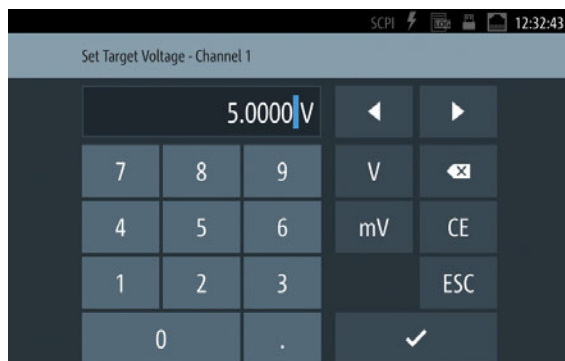 SCPI LOG 12:32:43
Set Target Voltage - Channel 1
5.0000 V
7 8 9 V
4 5 6 mV CE
1 2 3 ESC
0 .